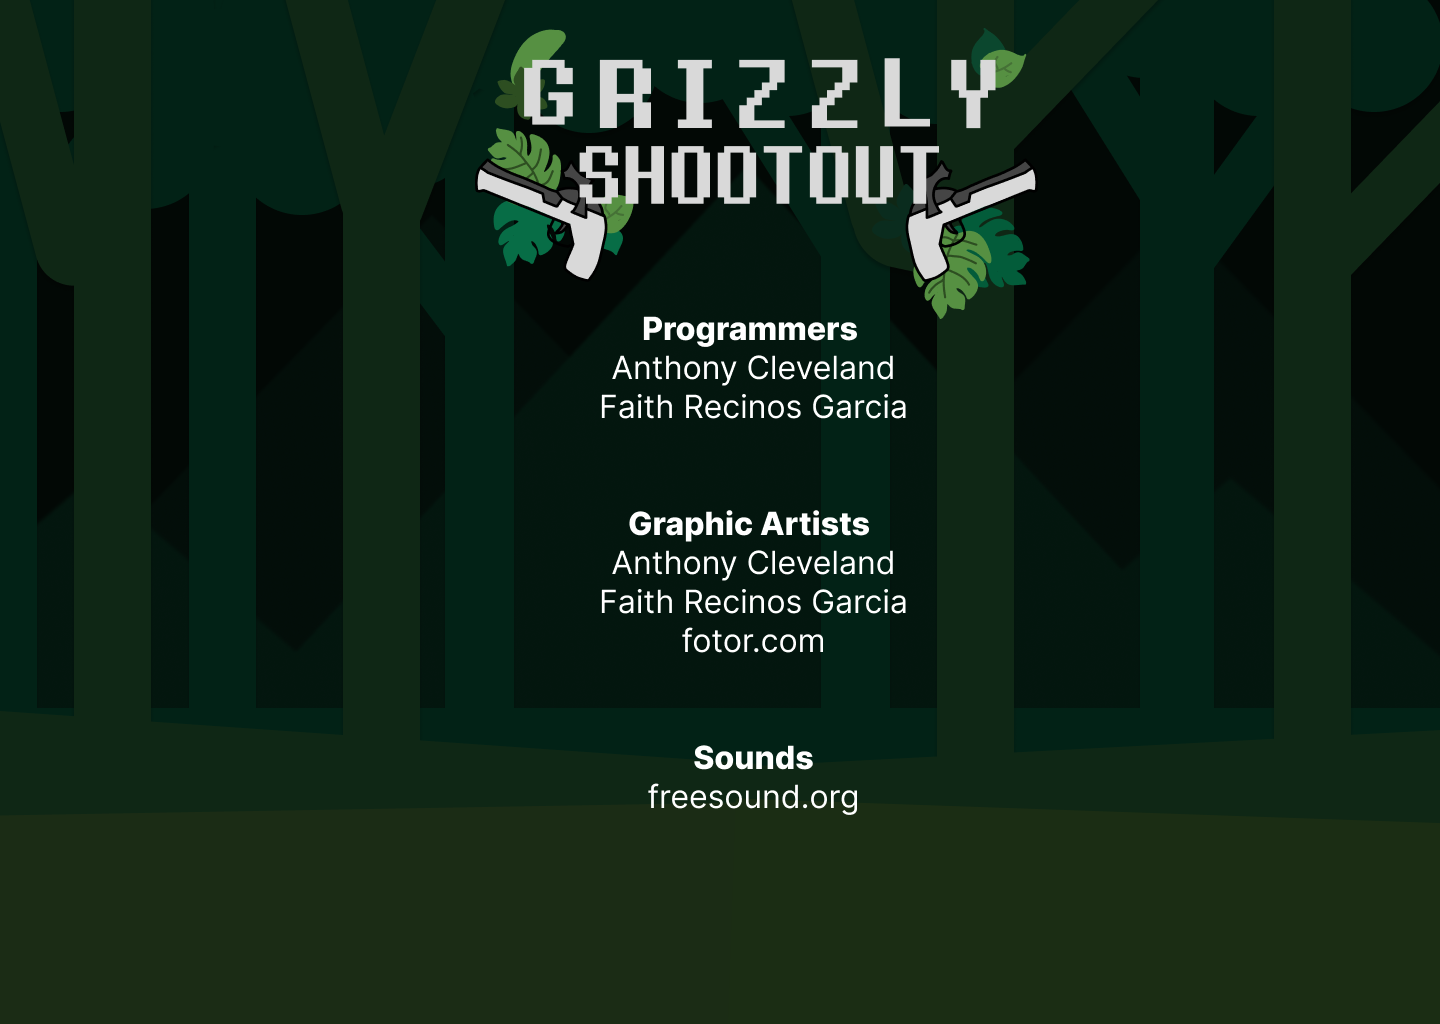 GRIZZLY
SHOOTOUT
Programmers
Anthony Cleveland
Faith Recinos Garcia
Graphic Artists
Anthony Cleveland
Faith Recinos Garcia
fotor.com
Sounds
freesound.org